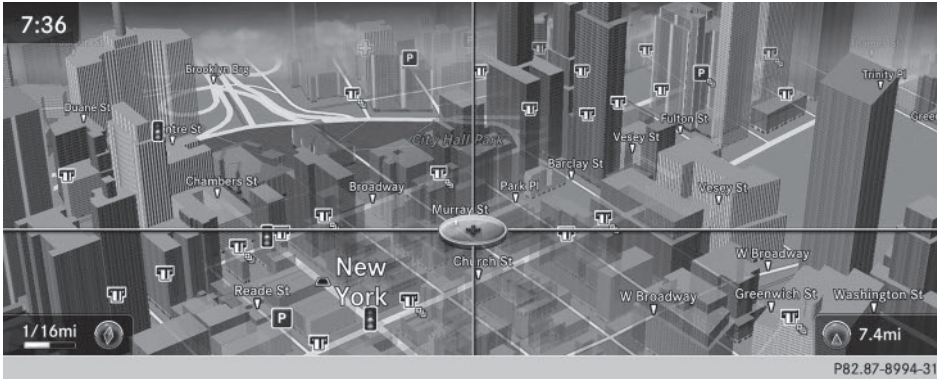 7:36
Brooklyn Brg
P
Duane St
ntre St
P
Trinity Pl
Fulton St
Vesey St
City Hall Park
Barclay St
Chambers St
Broadway
Park Pl
Vesey St
Murray St
Church St
W Broadway
New
York
Reade St
W Broadway
Greenwich St
Washington St
P
1/16mi
7.4mi
P82.87-8994-31